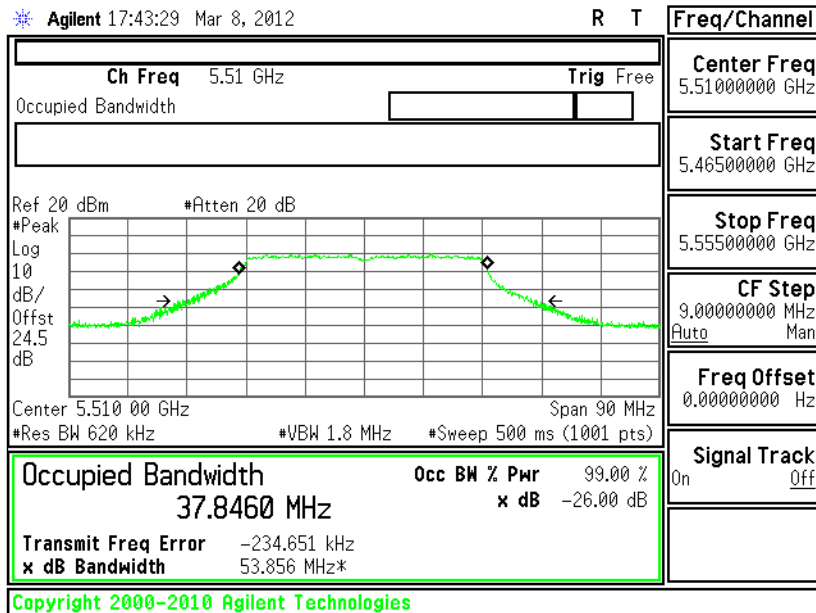 Agilent 17:43:29 Mar 8, 2012 R T
Freq/Channel
Ch Freq 5.51 GHz Trig Free
Occupied Bandwidth
Center Freq
5.51000000 GHz
Start Freq
5.46500000 GHz
Stop Freq
5.55500000 GHz
CF Step
9.00000000 MHz
Auto Man
Freq Offset
0.00000000 Hz
Signal Track
On Off
Ref 20 dBm #Atten 20 dB
#Peak
Log
10
dB/
Offst
24.5
dB
Center 5.510 00 GHz Span 90 MHz
#Res BW 620 kHz #VBW 1.8 MHz #Sweep 500 ms (1001 pts)
Occupied Bandwidth Occ BW % Pwr 99.00 %
37.8460 MHz x dB -26.00 dB
Transmit Freq Error -234.651 kHz
x dB Bandwidth 53.856 MHz*
Copyright 2000-2010 Agilent Technologies